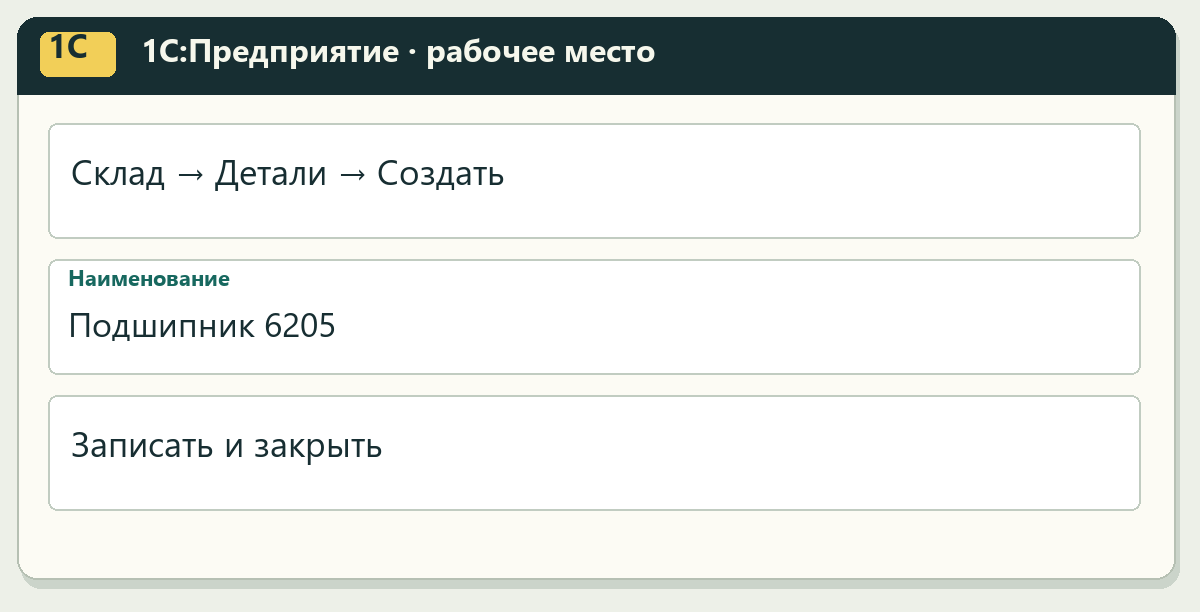 1С
1С:Предприятие · рабочее место
Склад → Детали → Создать
Наименование
Подшипник 6205
Записать и закрыть